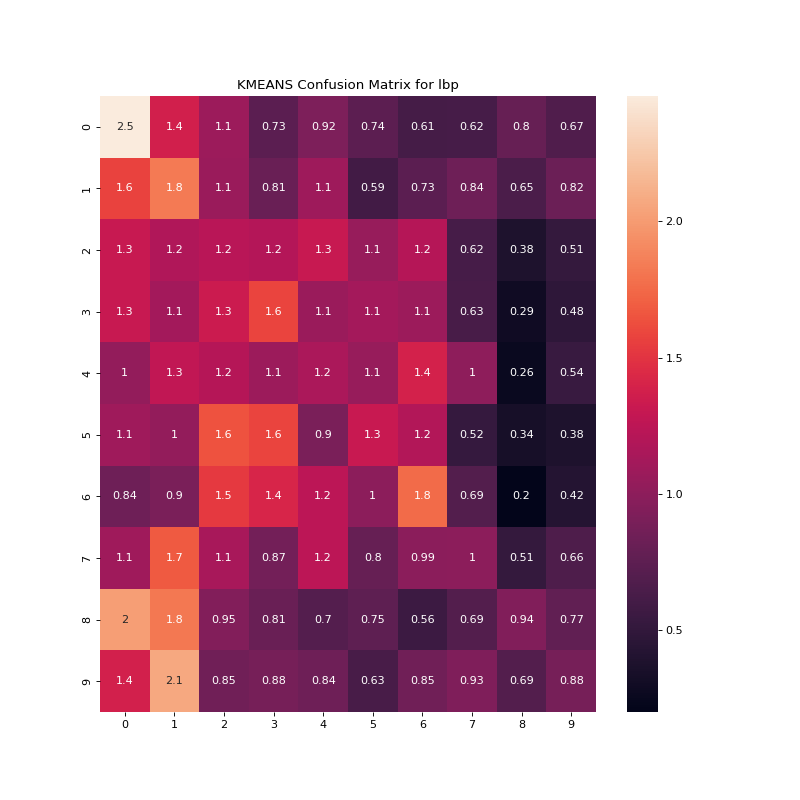 KMEANS Confusion Matrix for lbp
0 2.5 1.4 1.1 0.73 0.92 0.74 0.61 0.62 0.8 0.67
1 1.6 1.8 1.1 0.81 1.1 0.59 0.73 0.84 0.65 0.82
2.0
2 1.3 1.2 1.2 1.2 1.3 1.1 1.2 0.62 0.38 0.51
3 1.3 1.1 1.3 1.6 1.1 1.1 1.1 0.63 0.29 0.48
1.5
4 1 1.3 1.2 1.1 1.2 1.1 1.4 1 0.26 0.54
5 1.1 1 1.6 1.6 0.9 1.3 1.2 0.52 0.34 0.38
1.0
6 0.84 0.9 1.5 1.4 1.2 1 1.8 0.69 0.2 0.42
7 1.1 1.7 1.1 0.87 1.2 0.8 0.99 1 0.51 0.66
8 2 1.8 0.95 0.81 0.7 0.75 0.56 0.69 0.94 0.77
0.5
9 1.4 2.1 0.85 0.88 0.84 0.63 0.85 0.93 0.69 0.88
0 1 2 3 4 5 6 7 8 9